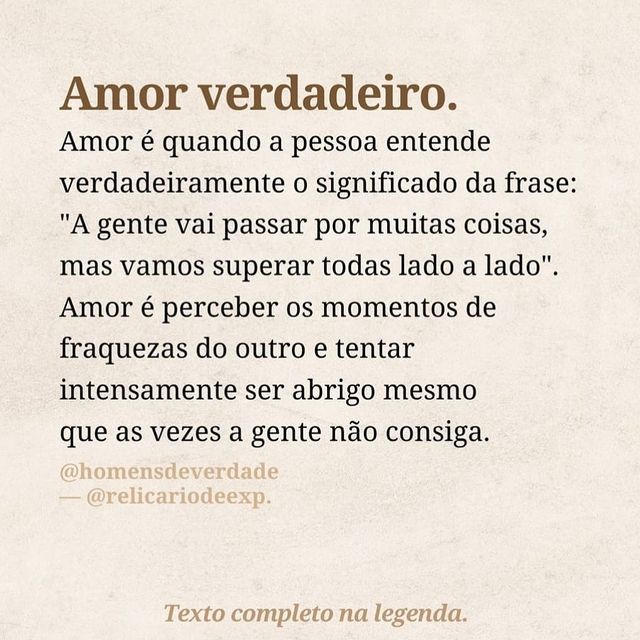 Amor verdadeiro.
Amor é quando a pessoa entende
verdadeiramente o significado da frase:
"A gente vai passar por muitas coisas,
mas vamos superar todas lado a lado".
Amor é perceber os momentos de
fraquezas do outro e tentar
intensamente ser abrigo mesmo
que as vezes a gente não consiga.
@homensdeverdade
— @relicariodeexp.
Texto completo na legenda.